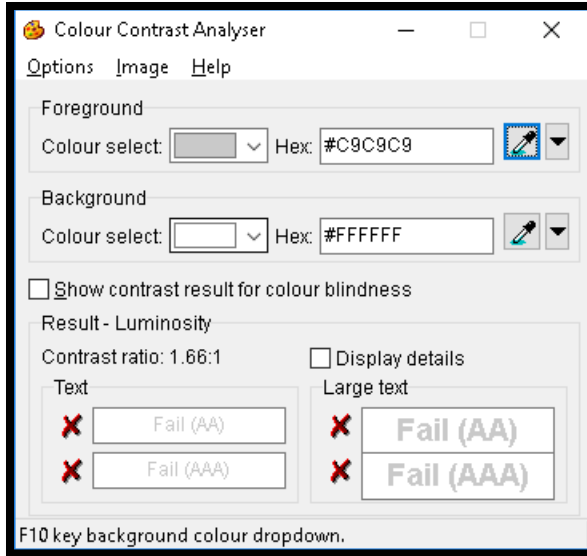 Colour Contrast Analyser
Options Image Help
Foreground
Colour select: Hex: #C9C9C9
Background
Colour select: Hex: #FFFFFF
Show contrast result for colour blindness
Result - Luminosity
Contrast ratio: 1.66:1 Display details
Text Large text
Fail (AA) Fail (AA)
Fail (AAA) Fail (AAA)
F10 key background colour dropdown.